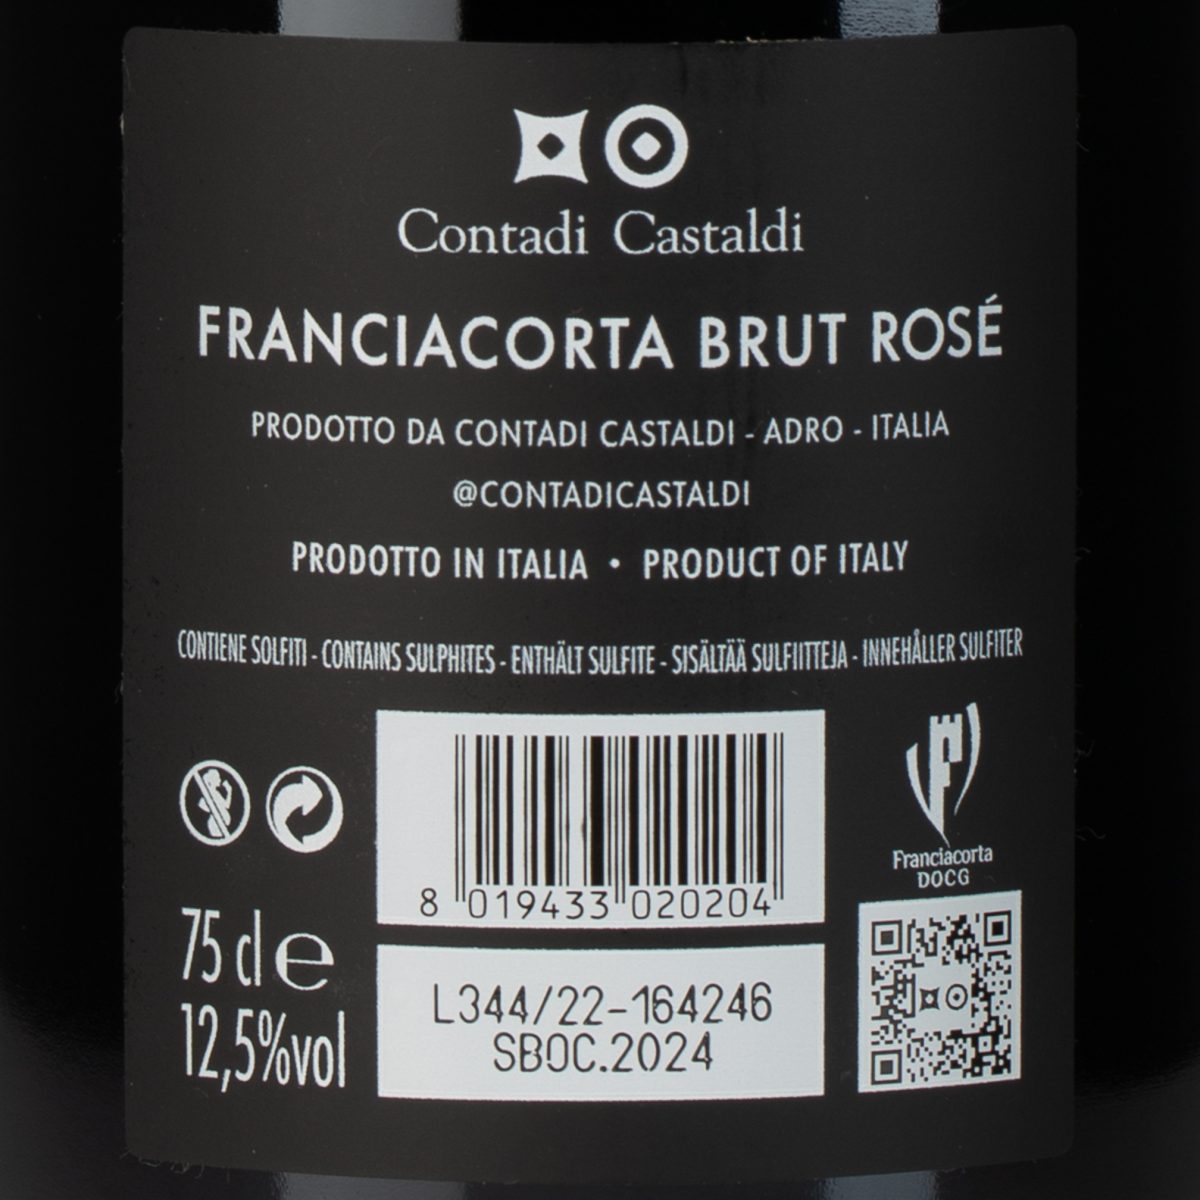 Contadi Castaldi
FRANCIACORTA BRUT ROSÉ
PRODOTTO DA CONTADI CASTALDI - ADRO - ITALIA
@CONTADICASTALDI
PRODOTTO IN ITALIA • PRODUCT OF ITALY
CONTIENE SOLFITI - CONTAINS SULPHITES - ENTHÄLT SULFITE - SISÄLTÄÄ SULFIITTEJA - INNEHÅLLER SULFITER
8 019433 020204
Franciacorta
DOCG
75 cl e
12,5%vol
L344/22-164246
SBOC.2024